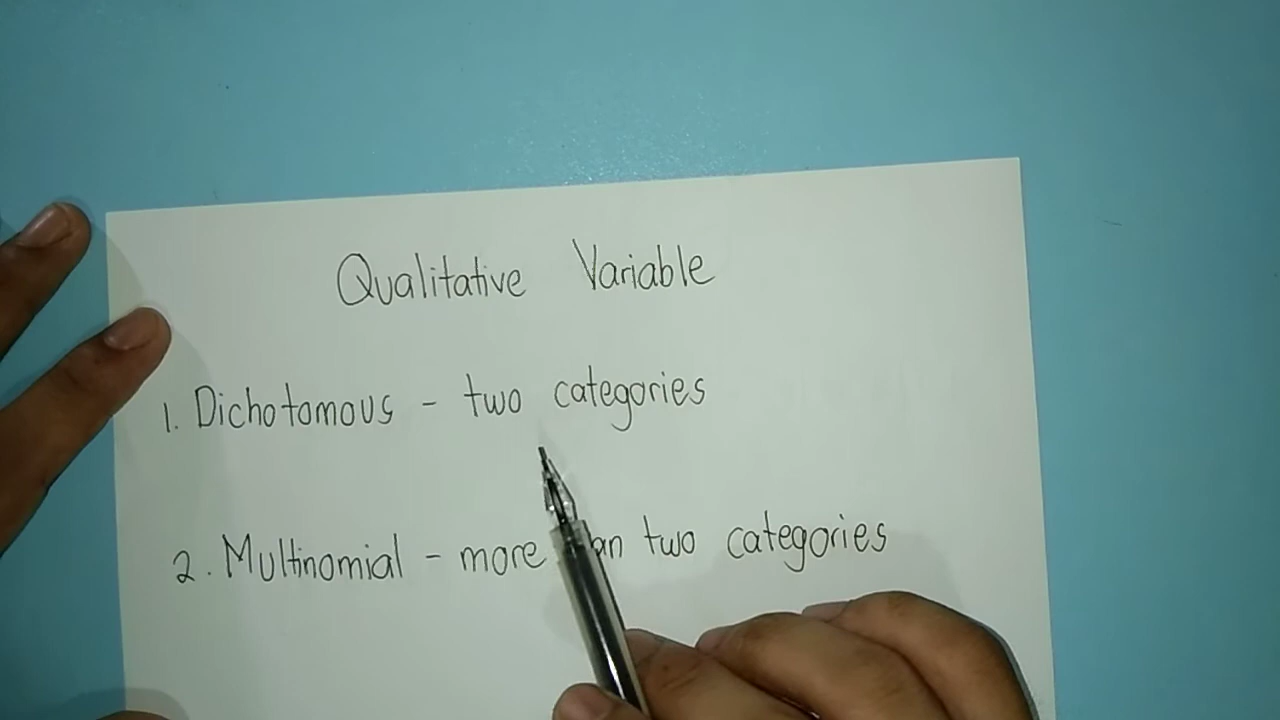 Qualitative Variable
1. Dichotomous - two categories
2. Multinomial - more two categories